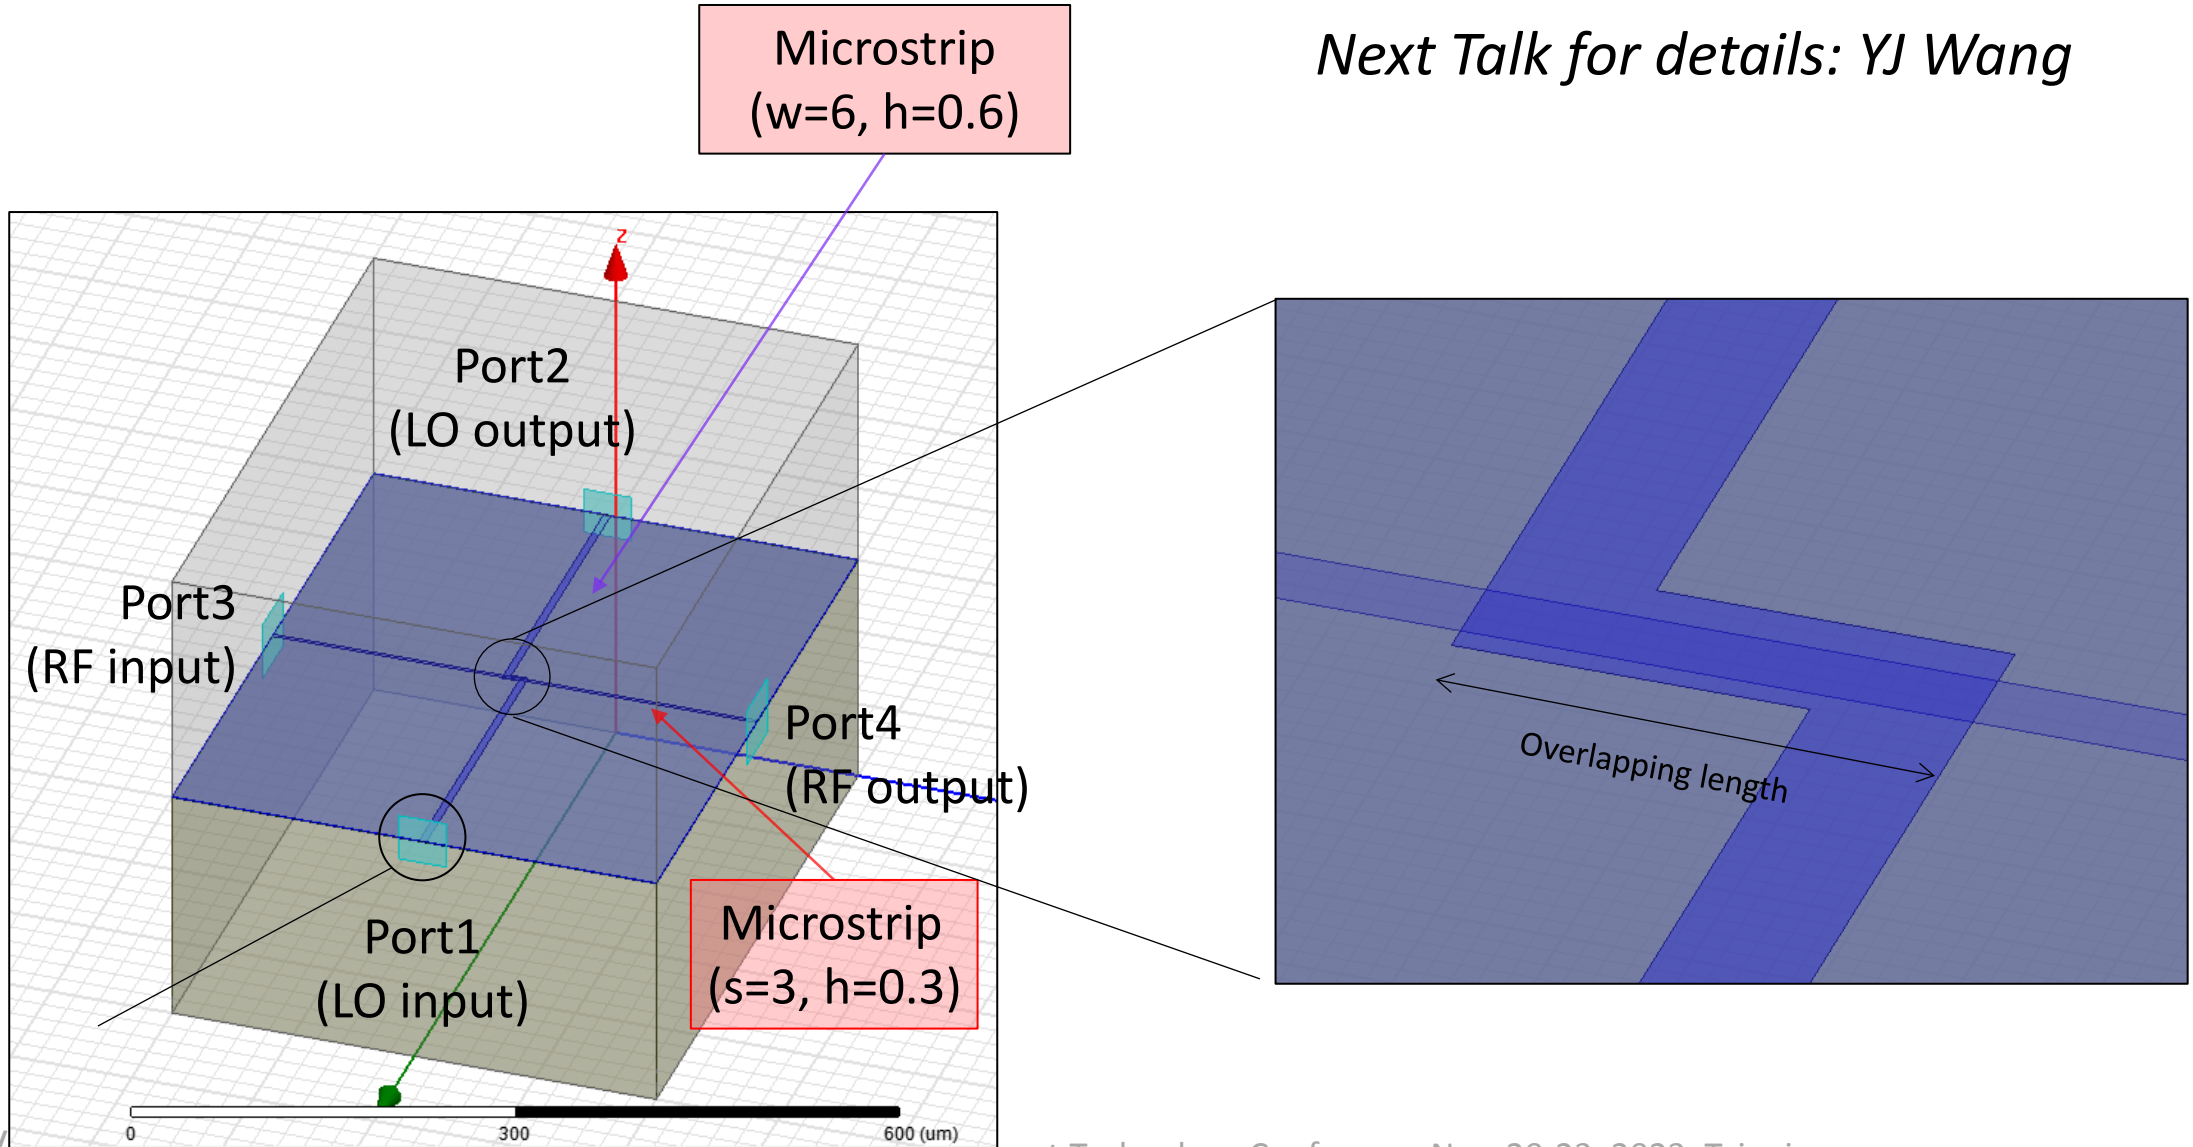 Microstrip
(w=6, h=0.6)
Next Talk for details: YJ Wang
z
Port2
(LO output)
Port3
(RF input)
Port4
(RF output)
Overlapping length
Port1
(LO input)
Microstrip
(s=3, h=0.3)
0 300 600 (um)